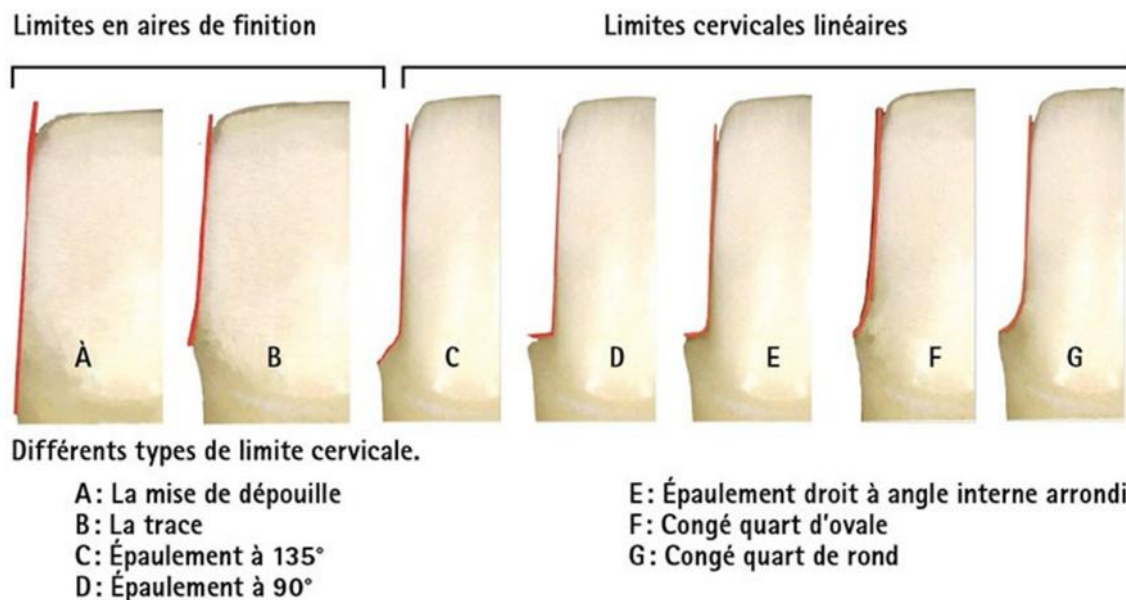 Limites en aires de finition
Limites cervicales linéaires
À
B
C
D
E
F
G
Différents types de limite cervicale.
A: La mise de dépouille
B: La trace
C: Épaulement à 135°
D: Épaulement à 90°
E: Épaulement droit à angle interne arrondi
F: Congé quart d'ovale
G: Congé quart de rond